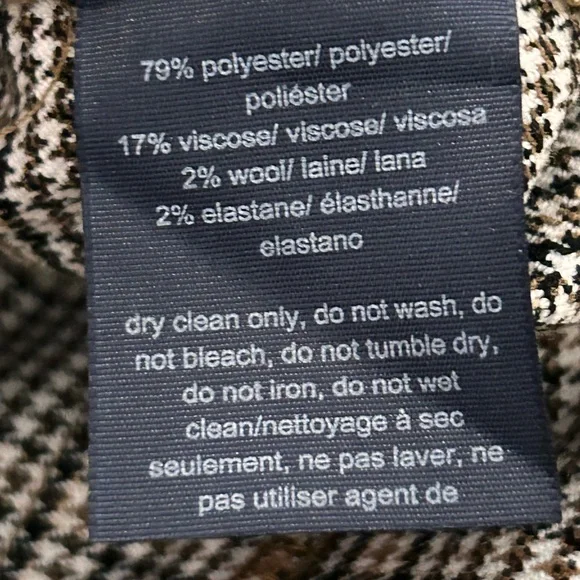 79% polyester/ polyester/
poliéster
17% viscose/ viscose/ viscosa
2% wool/ laine/ lana
2% elastane/ élasthanne/
elastano
dry clean only, do not wash, do
not bleach, do not tumble dry,
do not iron, do not wet
clean/nettoyage à sec
seulement, ne pas laver, ne
pas utiliser agent de